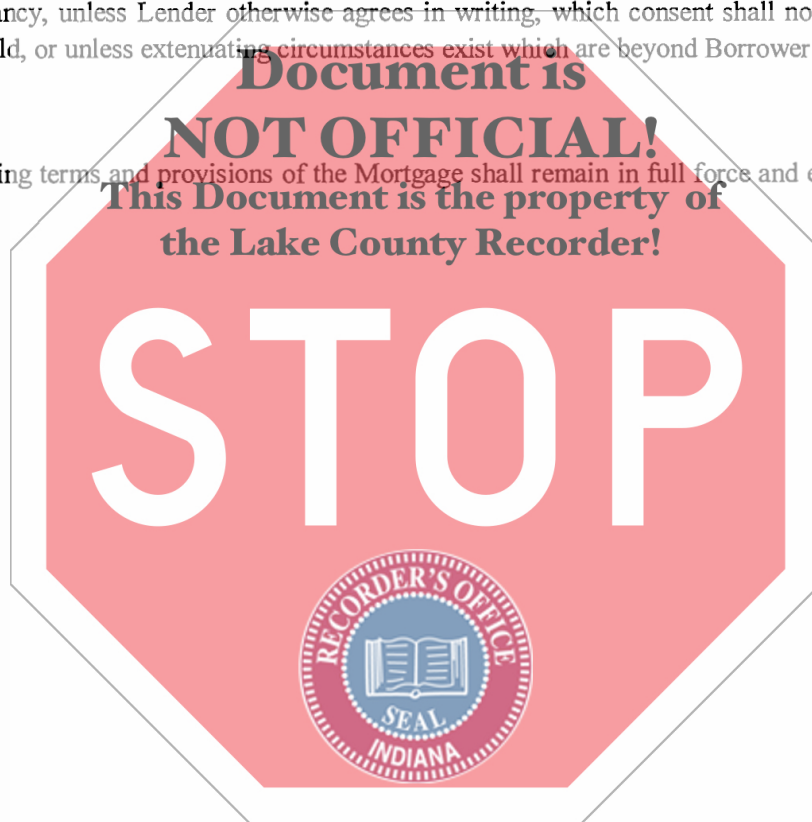 ncy, unless Lender otherwise agrees in writing, which consent shall no
ld, or unless extenuating circumstances exist which are beyond Borrower
Document is
NOT OFFICIAL!
ing terms and provisions of the Mortgage shall remain in full force and e
This Document is the property of
the Lake County Recorder!
STOP
RECORDER'S OFFICE
SEAL
INDIANA